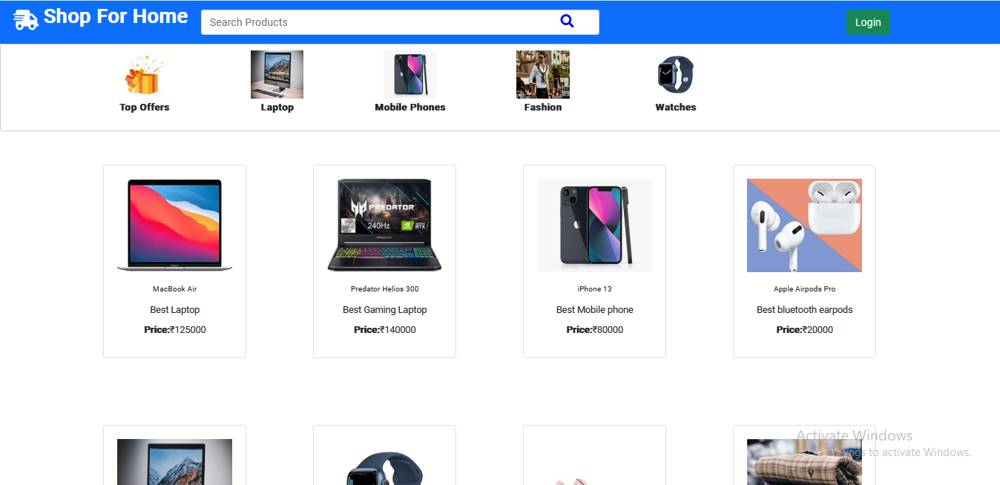 Shop For Home
Search Products
Login
Top Offers
Laptop
Mobile Phones
Fashion
Watches
PREDATOR
240Hz
RTX
MacBook Air
Best Laptop
Price:₹125000
Predator Helios 300
Best Gaming Laptop
Price:₹140000
iPhone 13
Best Mobile phone
Price:₹80000
Apple Airpods Pro
Best bluetooth earpods
Price:₹20000
Activate Windows
to activate Windows.